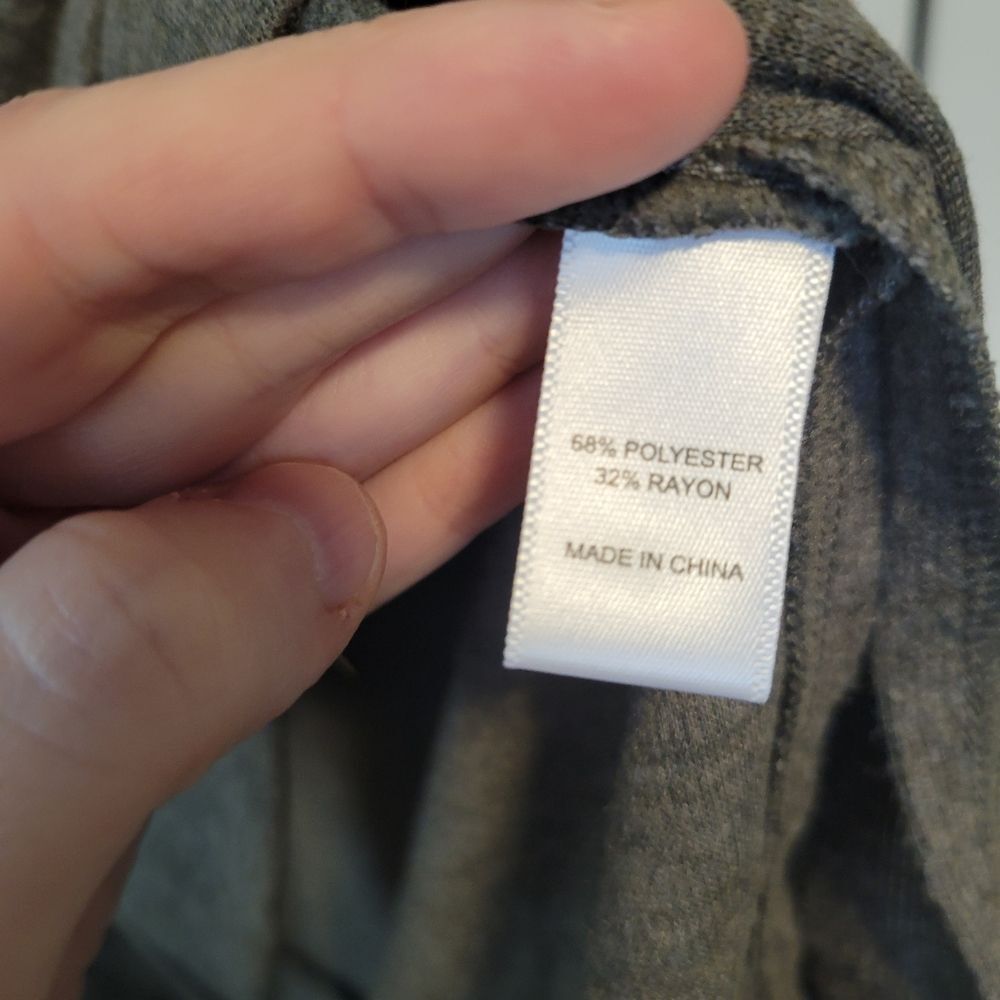 68% POLYESTER
32% RAYON
MADE IN CHINA